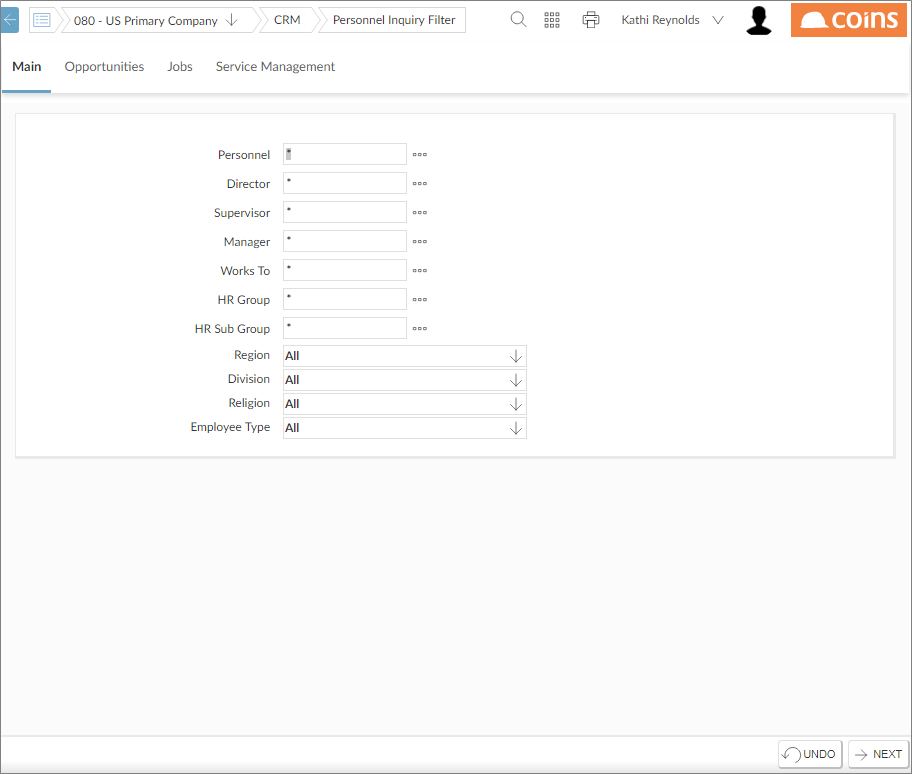 080 - US Primary Company CRM Personnel Inquiry Filter Kathi Reynolds coins
Main Opportunities Jobs Service Management
Personnel *
Director *
Supervisor *
Manager *
Works To *
HR Group *
HR Sub Group *
Region All
Division All
Religion All
Employee Type All
UNDO NEXT